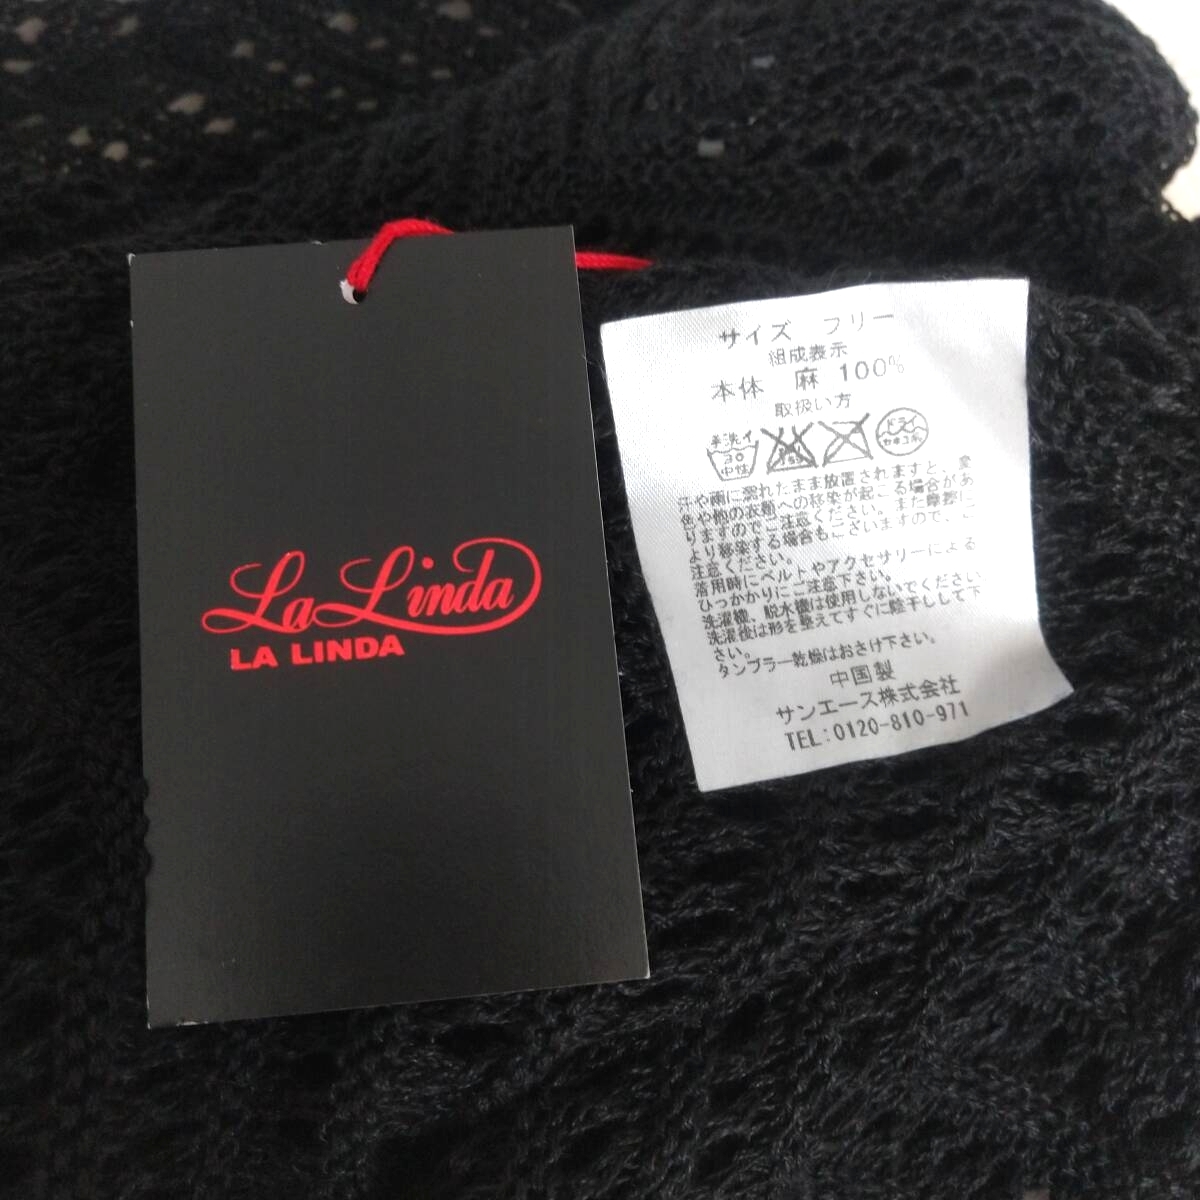 La Linda
LA LINDA
サイズ フリー
組成表示
本体 麻 100%
取扱い方
手洗イ
30
中性
ドライ
セキユ系
汗や雨に濡れたまま放置されますと、変
色や他の衣類への移染が起こる場合があ
りますのでご注意ください。また摩擦に
より移染する場合もございますので、ご
注意ください。
着用時にベルトやアクセサリーによる
ひっかかりにご注意下さい。
洗濯機、脱水機は使用しないでください
洗濯後は形を整えてすぐに陰干しして下
さい。
タンブラー乾燥はおさけ下さい。
中国製
サンエース株式会社
TEL:0120-810-971